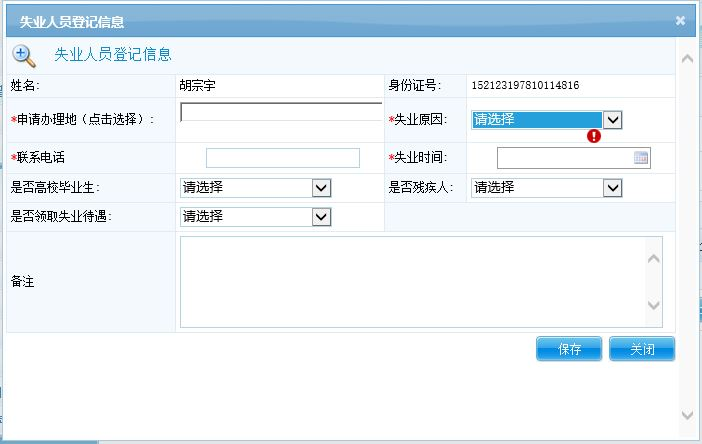 失业人员登记信息
失业人员登记信息
姓名： 胡宗宇 身份证号： 152123197810114816
*申请办理地（点击选择）： *失业原因： 请选择
*联系电话 *失业时间：
是否高校毕业生： 请选择 是否残疾人： 请选择
是否领取失业待遇： 请选择
备注
保存 关闭